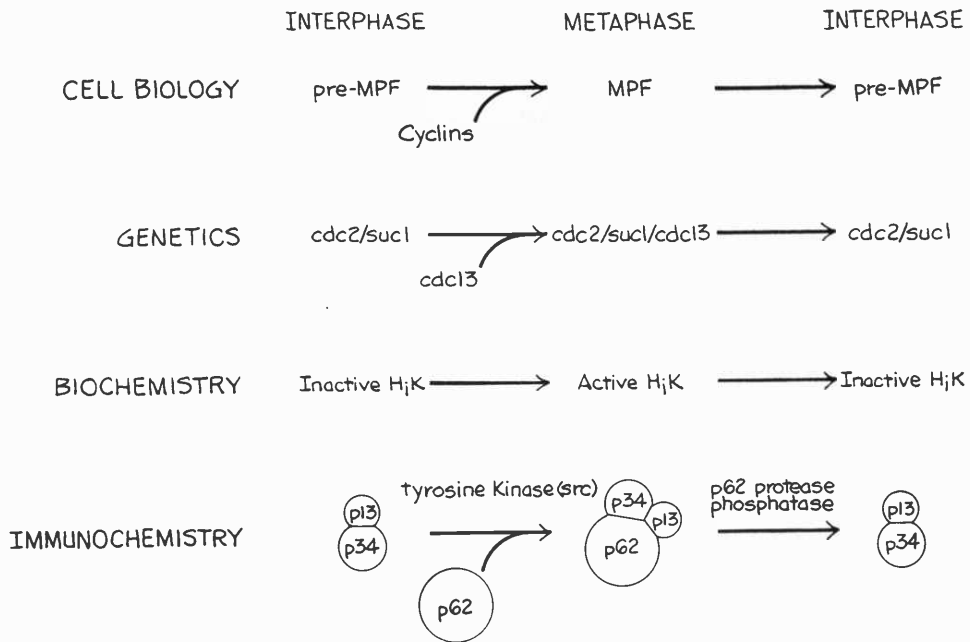 INTERPHASE METAPHASE INTERPHASE
CELL BIOLOGY pre-MPF MPF pre-MPF
Cyclins
GENETICS cdc2/suc1 cdc2/suc1/cdc13 cdc2/suc1
cdc13
BIOCHEMISTRY Inactive H1K Active H1K Inactive H1K
tyrosine Kinase (src) p62 protease
phosphatase
IMMUNOCHEMISTRY p13 p34 p34 p13 p62 p13 p34
p62